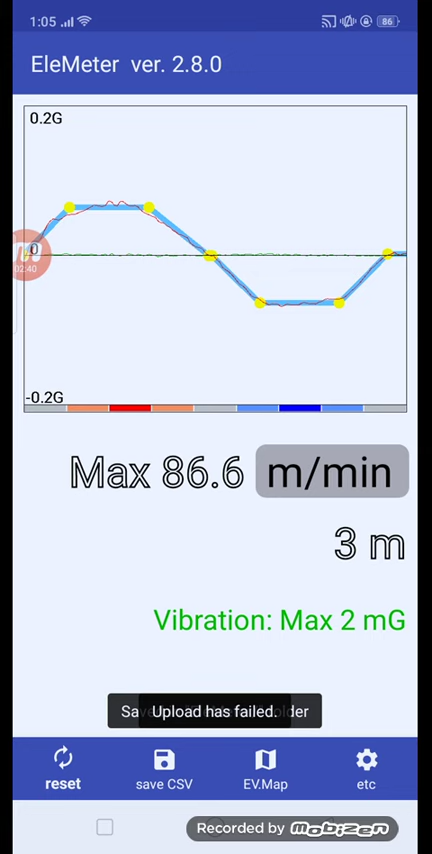 1:05 86
EleMeter ver. 2.8.0
0.2G
0
02:40
-0.2G
Max 86.6 m/min
3 m
Vibration: Max 2 mG
Upload has failed.
reset save CSV EV.Map etc
Recorded by mobizen